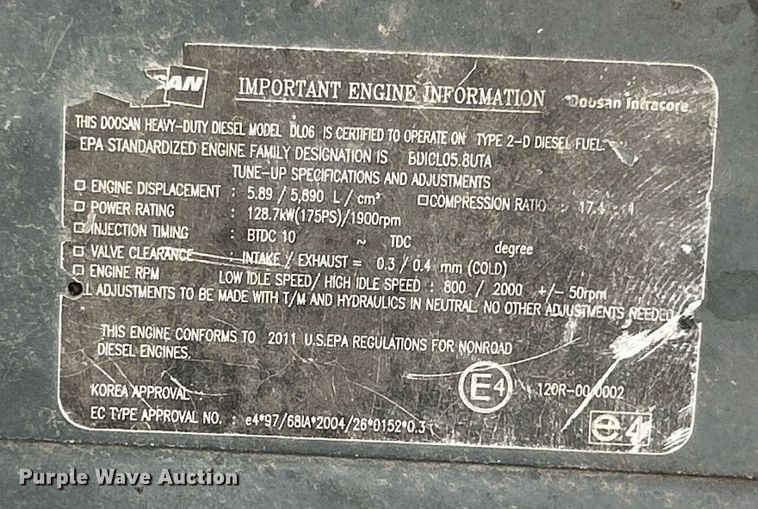 SAN IMPORTANT ENGINE INFORMATION Doosan Infracore
THIS DOOSAN HEAVY-DUTY DIESEL MODEL DL06 IS CERTIFIED TO OPERATE ON TYPE 2-D DIESEL FUEL
EPA STANDARDIZED ENGINE FAMILY DESIGNATION IS BDICL05.8UTA
TUNE-UP SPECIFICATIONS AND ADJUSTMENTS
□ ENGINE DISPLACEMENT : 5.89 / 5,890 L / cm³ □COMPRESSION RATIO :
□ POWER RATING : 128.7kW(175PS)/1900rpm
□ INJECTION TIMING : BTDC 10 ~ TDC degree
□ VALVE CLEARANCE : INTAKE / EXHAUST = 0.3 / 0.4 mm (COLD)
□ ENGINE RPM LOW IDLE SPEED/ HIGH IDLE SPEED : 800 / 2000 +/- 50rpm
LL ADJUSTMENTS TO BE MADE WITH T/M AND HYDRAULICS IN NEUTRAL. NO OTHER ADJUSTMENTS NEEDED
THIS ENGINE CONFORMS TO 2011 U.S.EPA REGULATIONS FOR NONROAD
DIESEL ENGINES.
KOREA APPROVAL :
E4
EC TYPE APPROVAL NO. : e4*97/68IA*2004/26*0152*0.3
e4
Purple Wave Auction